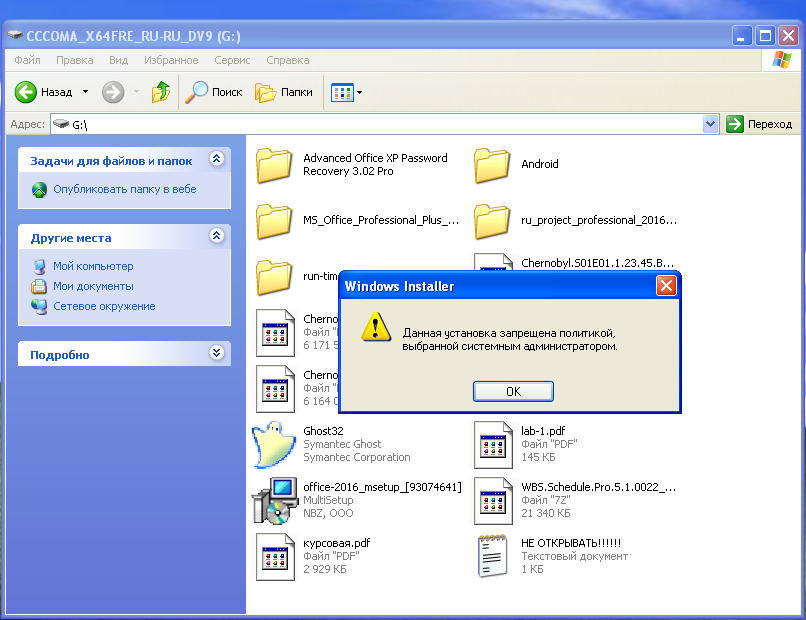 CCCOMA_X64FRE_RU-RU_DV9 (G:)
Файл Правка Вид Избранное Сервис Справка
Назад Поиск Папки
Адрес: G:\ Переход
Задачи для файлов и папок
Опубликовать папку в вебе
Другие места
Мой компьютер
Мои документы
Сетевое окружение
Подробно
Advanced Office XP Password
Recovery 3.02 Pro
Android
MS_Office_Professional_Plus_...
ru_project_professional_2016...
run-tim
Chernobyl.S01E01.1.23.45.B...
Windows Installer
Данная установка запрещена политикой,
выбранной системным администратором.
OK
Cherno
Файл "
6 171 5
Cherno
Файл "
6 164 0
Ghost32
Symantec Ghost
Symantec Corporation
lab-1.pdf
Файл "PDF"
145 КБ
office-2016_msetup_[93074641]
MultiSetup
NBZ, OOO
WBS.Schedule.Pro.5.1.0022_...
Файл "7Z"
21 340 КБ
курсовая.pdf
Файл "PDF"
2 929 КБ
НЕ ОТКРЫВАТЬ!!!!!!
Текстовый документ
1 КБ